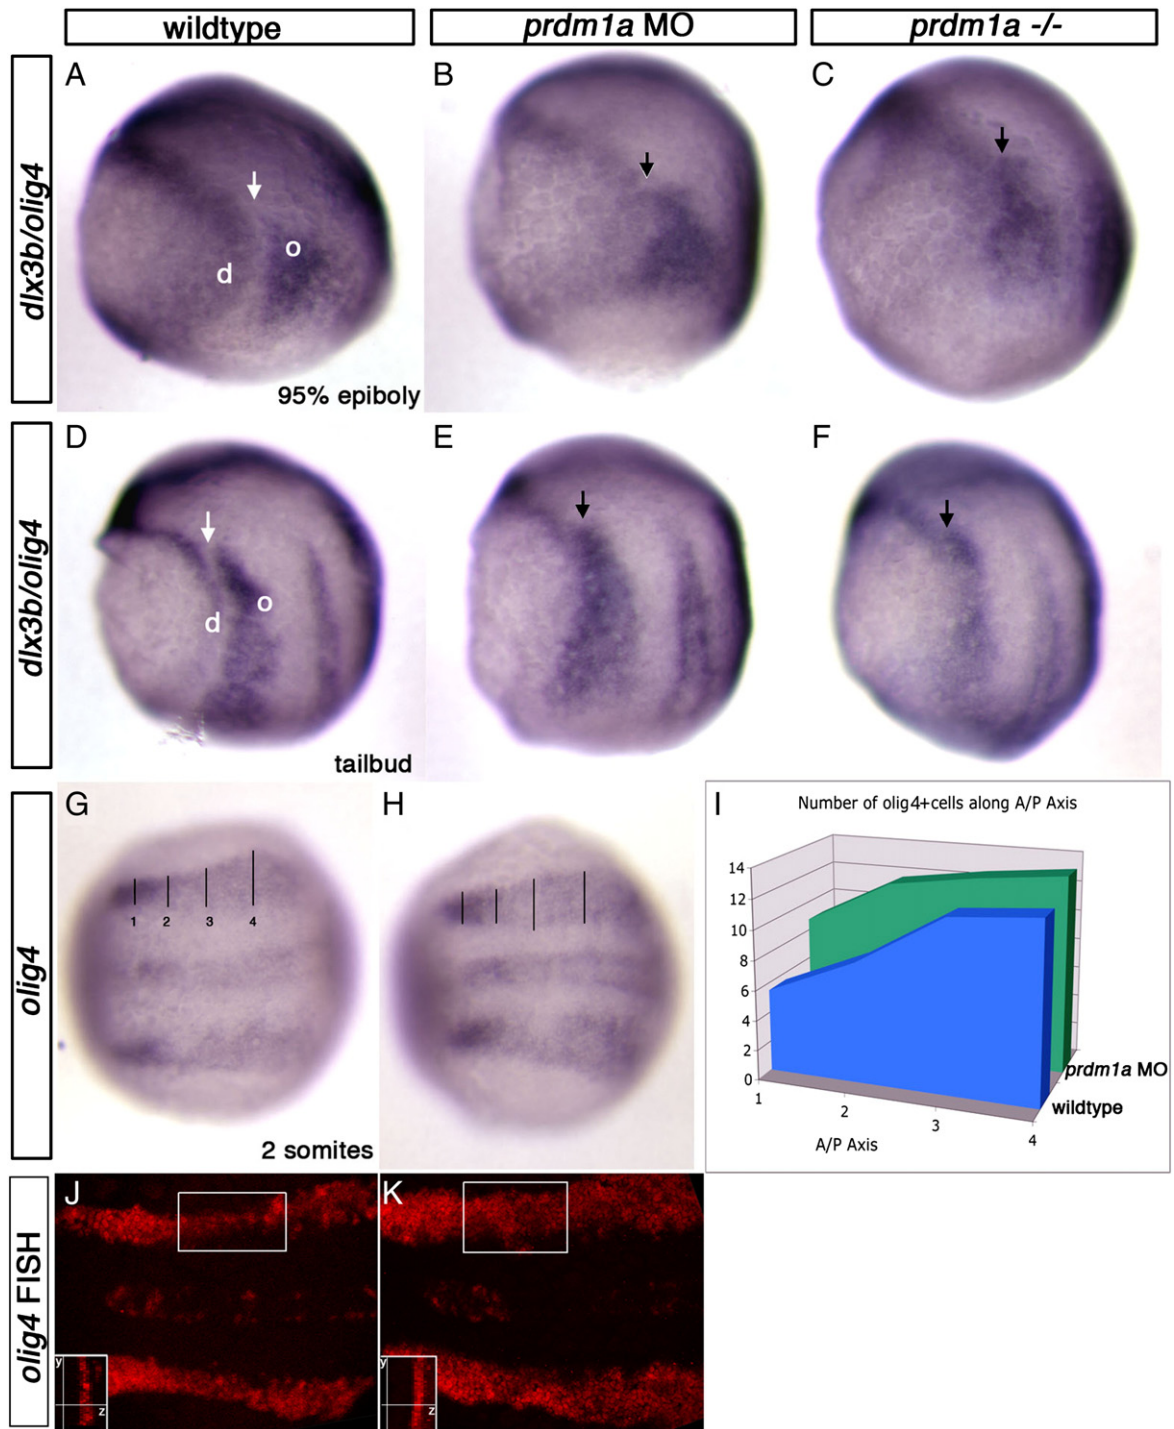 wildtype
prdm1a MO
prdm1a -/-
dlx3b/olig4
A
B
C
d
o
95% epiboly
dlx3b/olig4
D
E
F
d
o
tailbud
olig4
G
H
1 2 3 4
2 somites
I
Number of olig4+cells along A/P Axis
14
12
10
8
6
4
2
0
1
2
3
4
A/P Axis
prdm1a MO
wildtype
olig4 FISH
J
K
y
z
y
z